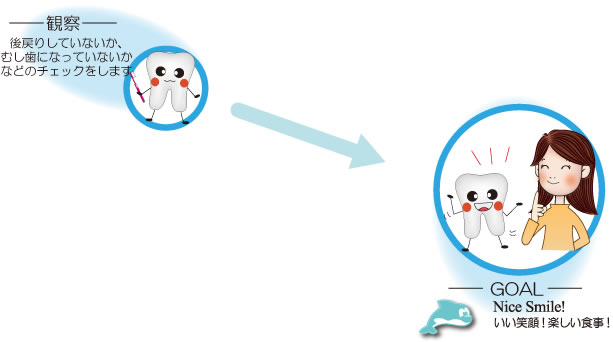 観察
後戻りしていないか、
むし歯になっていないか
などのチェックをします
GOAL
Nice Smile!
いい笑顔！楽しい食事！